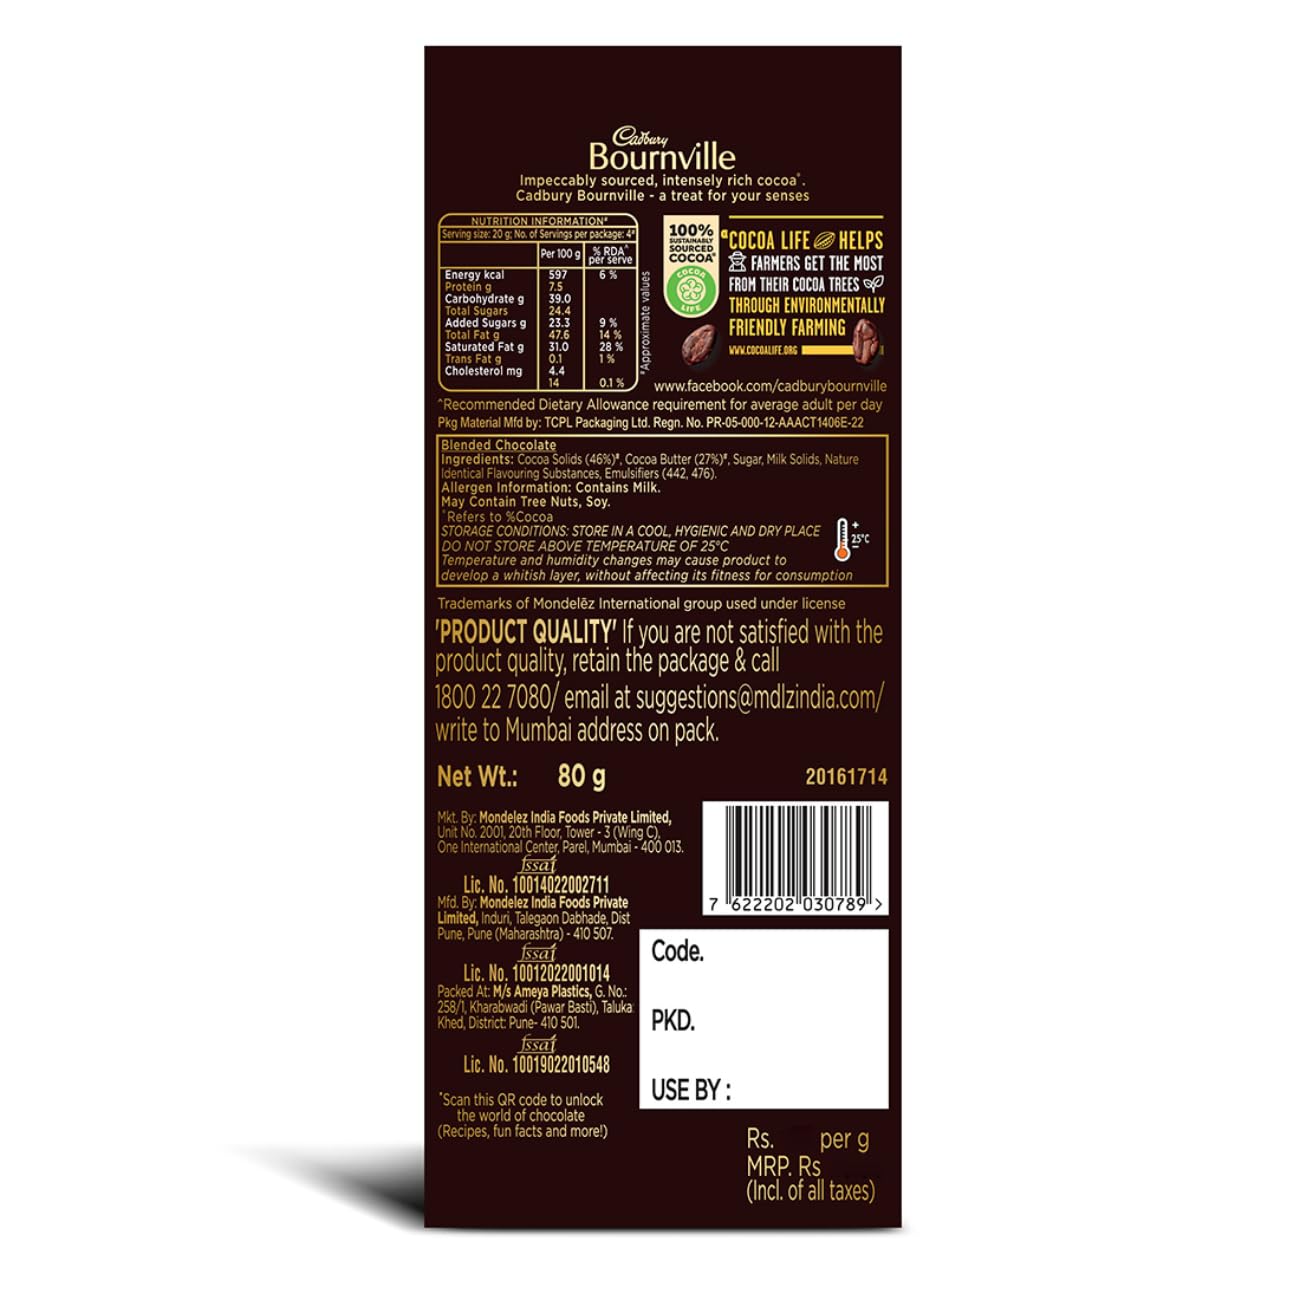 Cadbury
Bournville
Impeccably sourced, intensely rich cocoa*.
Cadbury Bournville - a treat for your senses
NUTRITION INFORMATION#
Serving size: 20 g; No. of Servings per package: 4#
Per 100 g % RDA^ per serve
Energy kcal 597 6 %
Protein g 7.5
Carbohydrate g 39.0
Total Sugars 24.4
Added Sugars g 23.3 9 %
Total Fat g 47.6 14 %
Saturated Fat g 31.0 28 %
Trans Fat g 0.1 1 %
Cholesterol mg 4.4
14 0.1 %
#Approximate values
100%
SUSTAINABLY
SOURCED
COCOA*
COCOA
LIFE
COCOA LIFE HELPS
FARMERS GET THE MOST
FROM THEIR COCOA TREES
THROUGH ENVIRONMENTALLY
FRIENDLY FARMING
WWW.COCOALIFE.ORG
www.facebook.com/cadburybournville
^Recommended Dietary Allowance requirement for average adult per day
Pkg Material Mfd by: TCPL Packaging Ltd. Regn. No. PR-05-000-12-AAACT1406E-22
Blended Chocolate
Ingredients: Cocoa Solids (46%)#, Cocoa Butter (27%)#, Sugar, Milk Solids, Nature
Identical Flavouring Substances, Emulsifiers (442, 476).
Allergen Information: Contains Milk.
May Contain Tree Nuts, Soy.
*Refers to %Cocoa
STORAGE CONDITIONS: STORE IN A COOL, HYGIENIC AND DRY PLACE
DO NOT STORE ABOVE TEMPERATURE OF 25°C
Temperature and humidity changes may cause product to
develop a whitish layer, without affecting its fitness for consumption
+
25°C
-
Trademarks of Mondelēz International group used under license
'PRODUCT QUALITY' If you are not satisfied with the
product quality, retain the package & call
1800 22 7080/ email at suggestions@mdlzindia.com/
write to Mumbai address on pack.
Net Wt.: 80 g 20161714
Mkt. By: Mondelez India Foods Private Limited,
Unit No. 2001, 20th Floor, Tower - 3 (Wing C),
One International Center, Parel, Mumbai - 400 013.
fssai
Lic. No. 10014022002711
Mfd. By: Mondelez India Foods Private
Limited, Induri, Talegaon Dabhade, Dist
Pune, Pune (Maharashtra) - 410 507.
fssai
Lic. No. 10012022001014
Packed At: M/s Ameya Plastics, G. No.:
258/1, Kharabwadi (Pawar Basti), Taluka:
Khed, District: Pune- 410 501.
fssai
Lic. No. 10019022010548
*Scan this QR code to unlock
the world of chocolate
(Recipes, fun facts and more!)
7 622202 030789 >
Code.
PKD.
USE BY :
Rs. per g
MRP. Rs
(Incl. of all taxes)